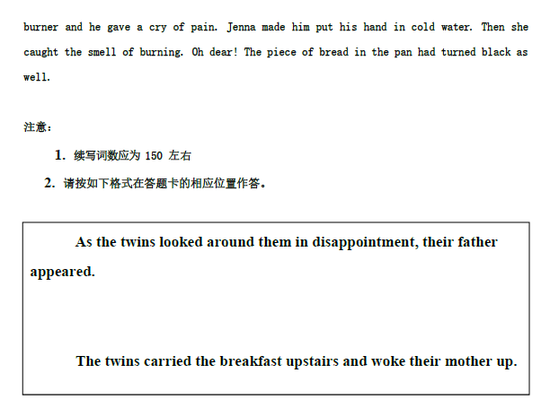 burner and he gave a cry of pain. Jenna made him put his hand in cold water. Then she
caught the smell of burning. Oh dear! The piece of bread in the pan had turned black as
well.
注意：
1. 续写词数应为 150 左右
2. 请按如下格式在答题卡的相应位置作答。
As the twins looked around them in disappointment, their father
appeared.
The twins carried the breakfast upstairs and woke their mother up.